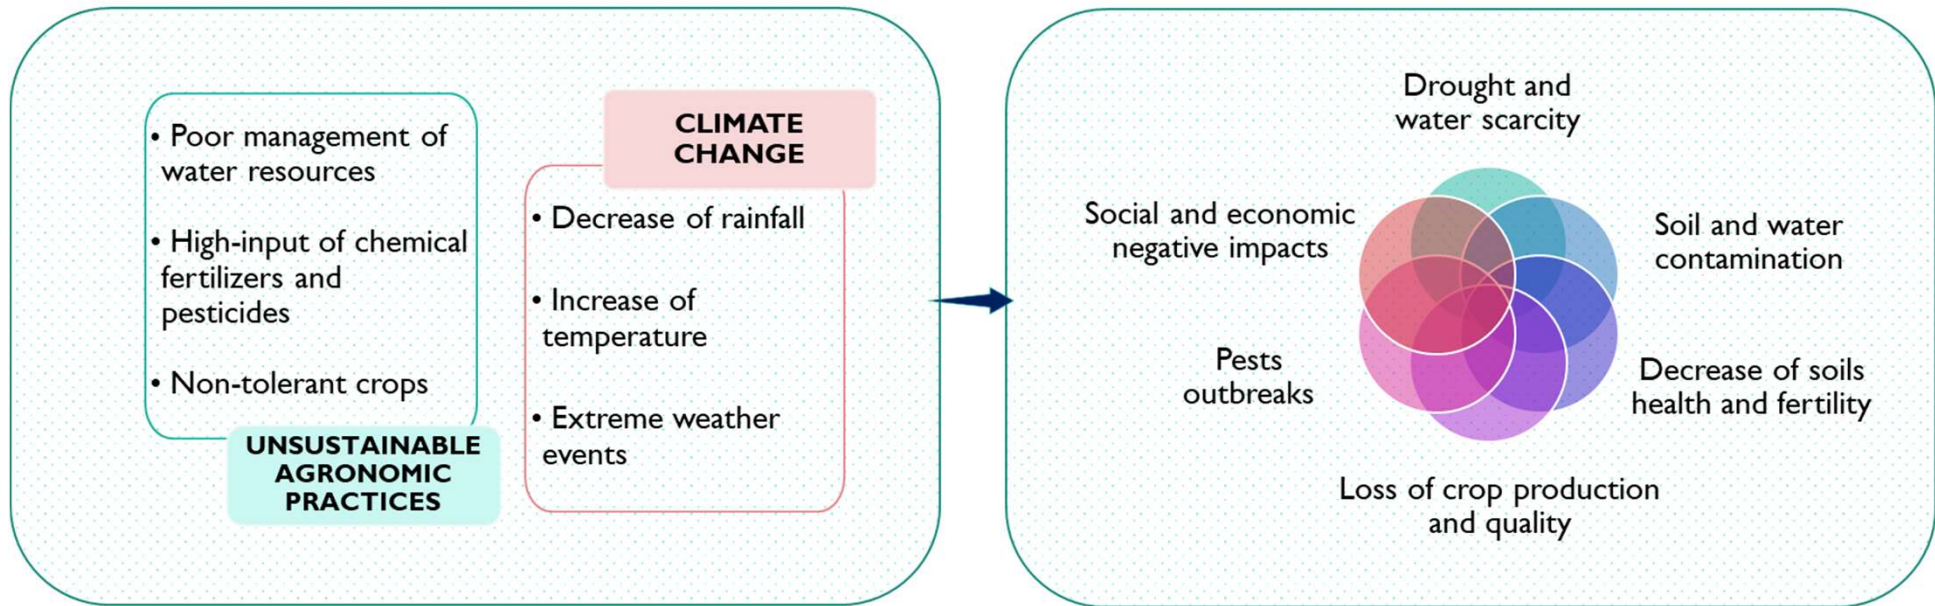 • Poor management of
water resources
• High-input of chemical
fertilizers and
pesticides
• Non-tolerant crops
UNSUSTAINABLE
AGRONOMIC
PRACTICES
CLIMATE
CHANGE
• Decrease of rainfall
• Increase of
temperature
• Extreme weather
events
Drought and
water scarcity
Soil and water
contamination
Decrease of soils
health and fertility
Loss of crop production
and quality
Pests
outbreaks
Social and economic
negative impacts